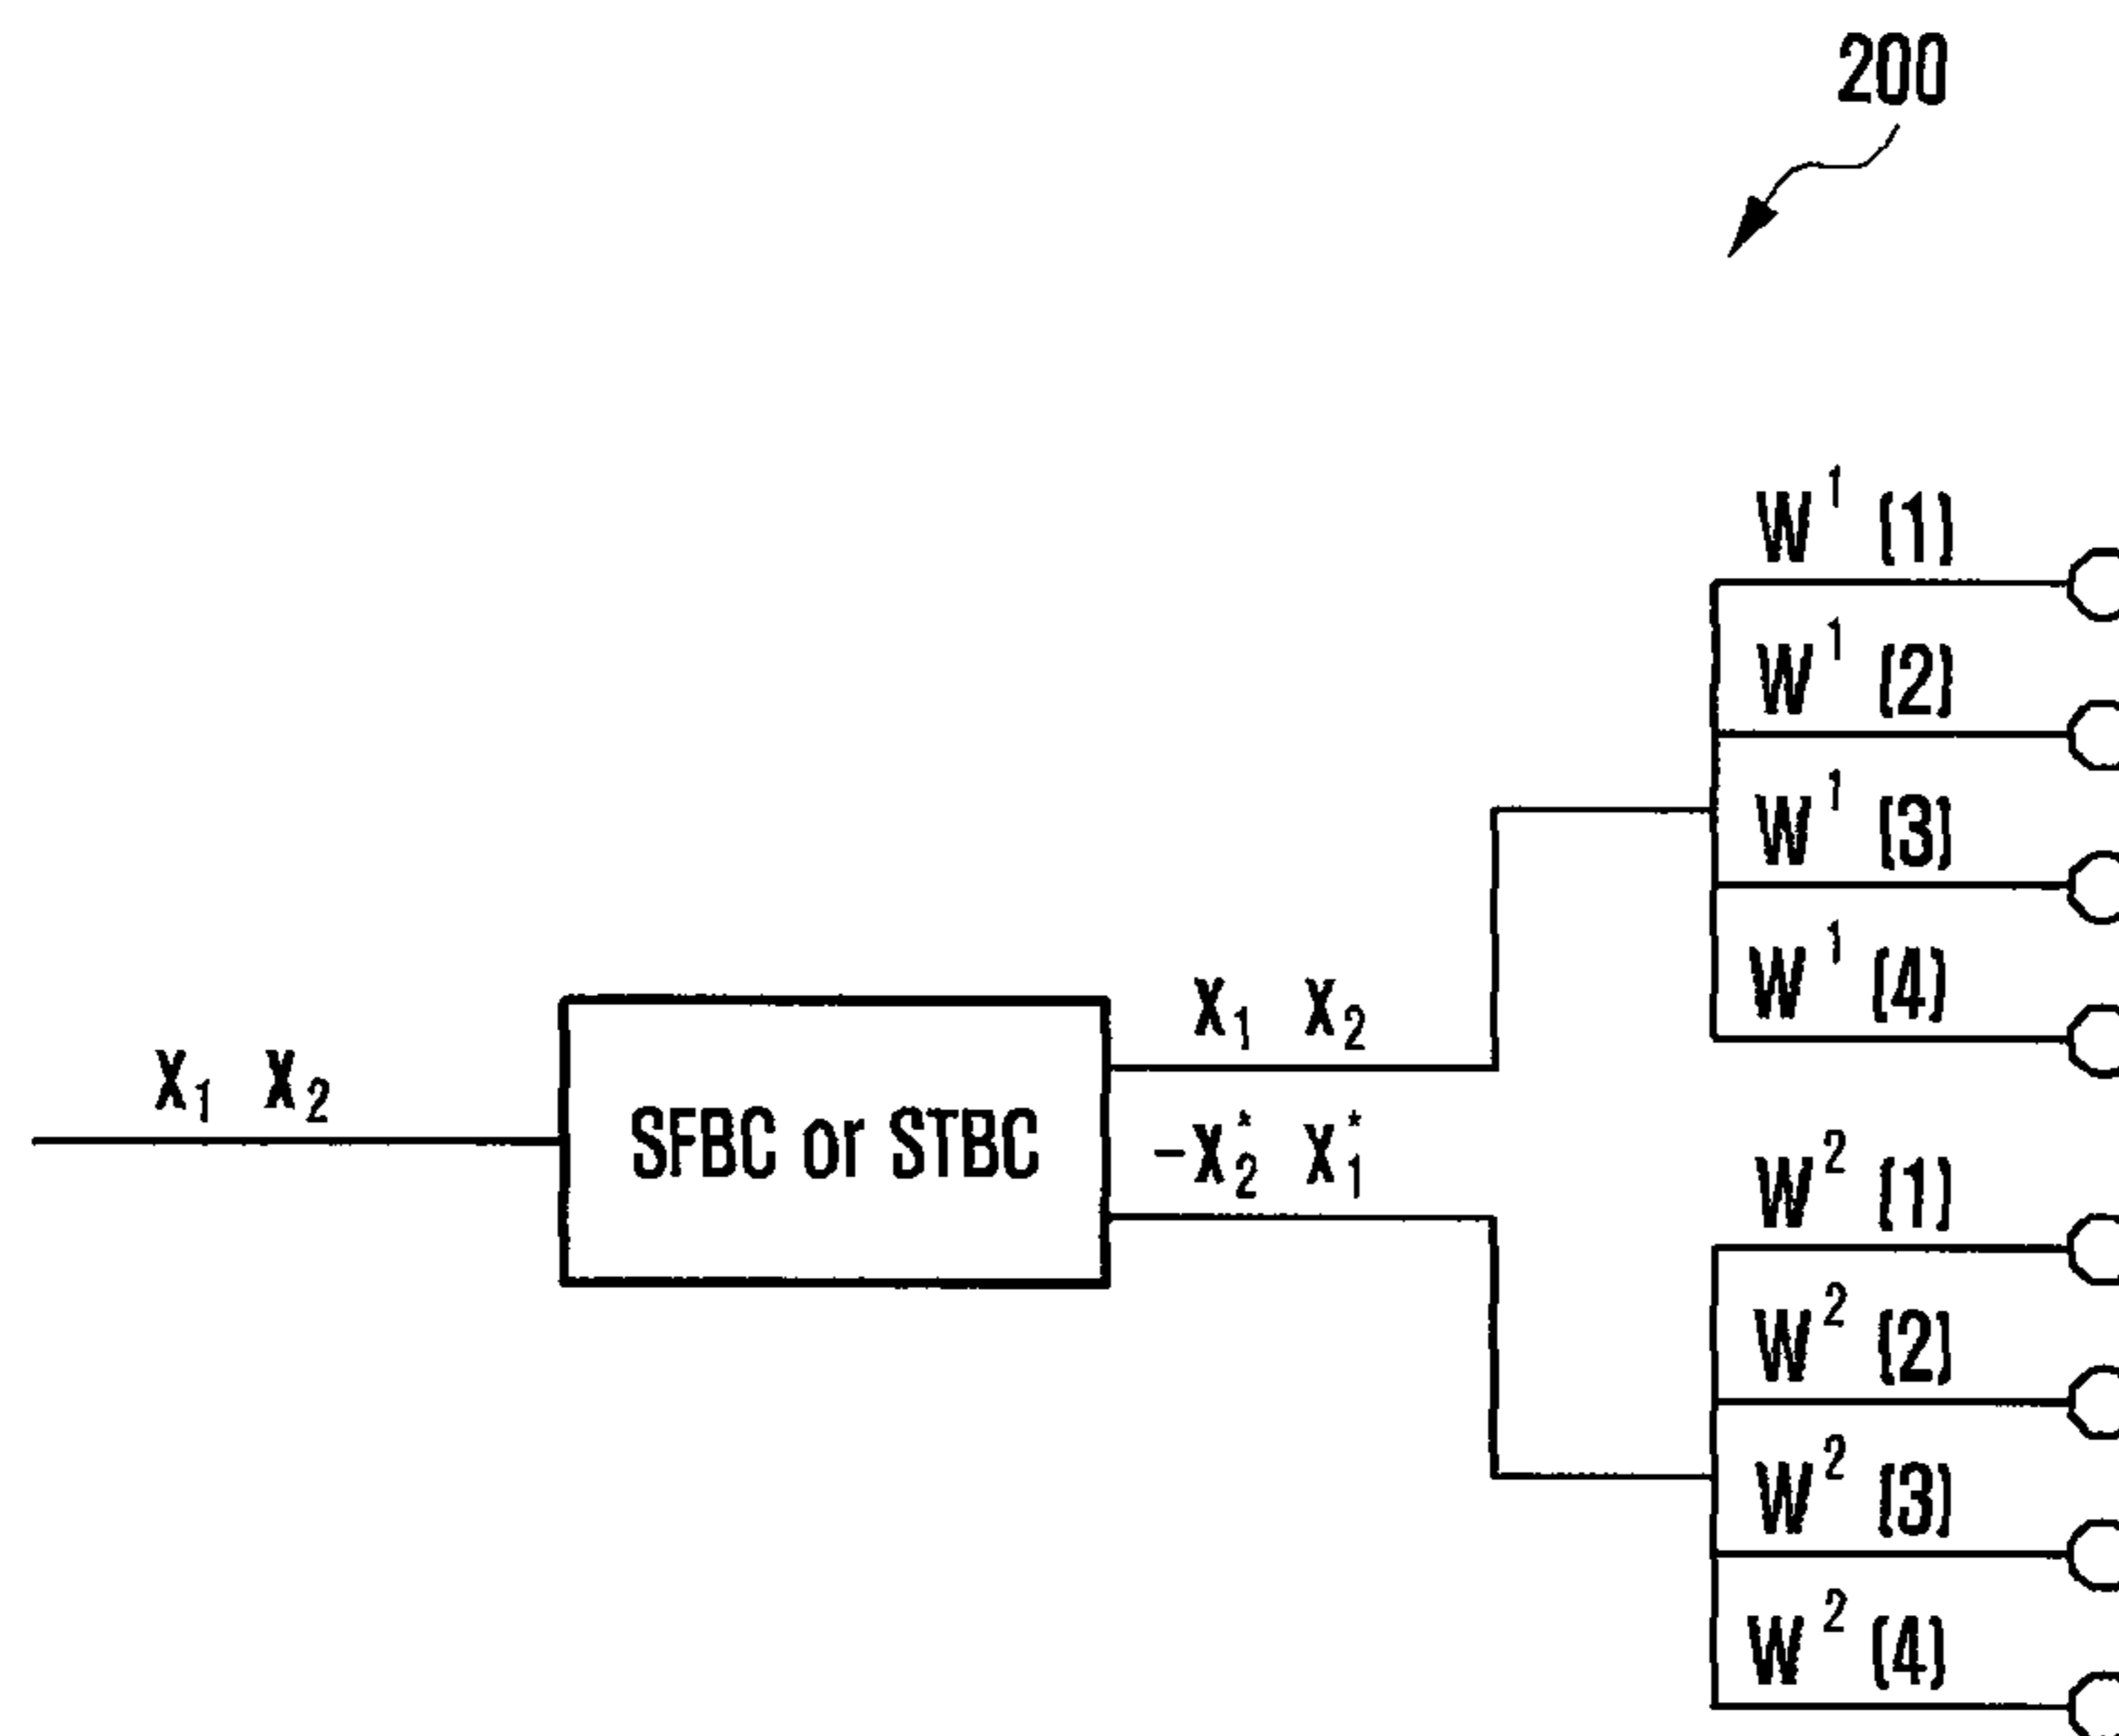 200
W¹ (1)
W¹ (2)
W¹ (3)
W¹ (4)
X₁ X₂
X₁ X₂
SFBC or STBC
-X₂* X₁*
W² (1)
W² (2)
W² (3)
W² (4)